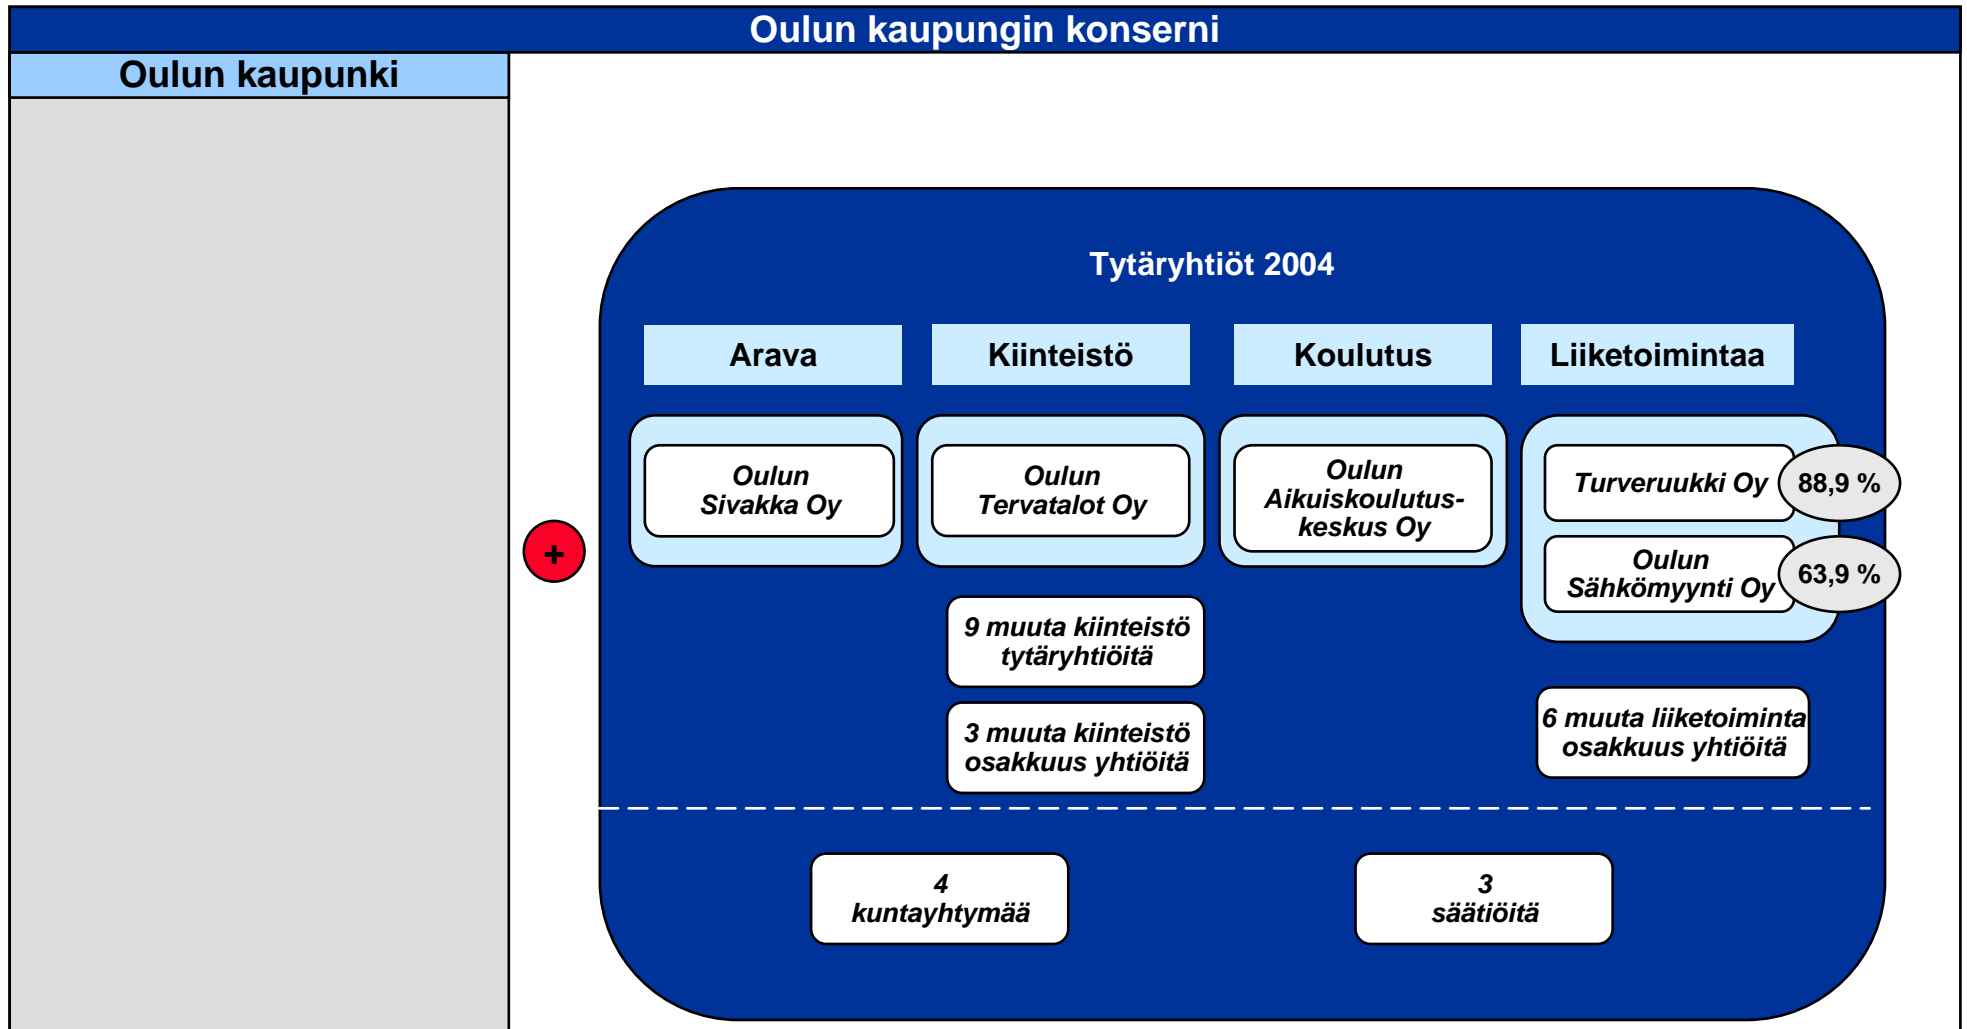 Oulun kaupungin konserni
Oulun kaupunki
Tytäryhtiöt 2004
Arava
Kiinteistö
Koulutus
Liiketoimintaa
Oulun
Sivakka Oy
Oulun
Tervatalot Oy
Oulun
Aikuiskoulutus-
keskus Oy
Turveruukki Oy
88,9 %
Oulun
Sähkömyynti Oy
63,9 %
+
9 muuta kiinteistö
tytäryhtiöitä
3 muuta kiinteistö
osakkuus yhtiöitä
6 muuta liiketoiminta
osakkuus yhtiöitä
4
kuntayhtymää
3
säätiöitä